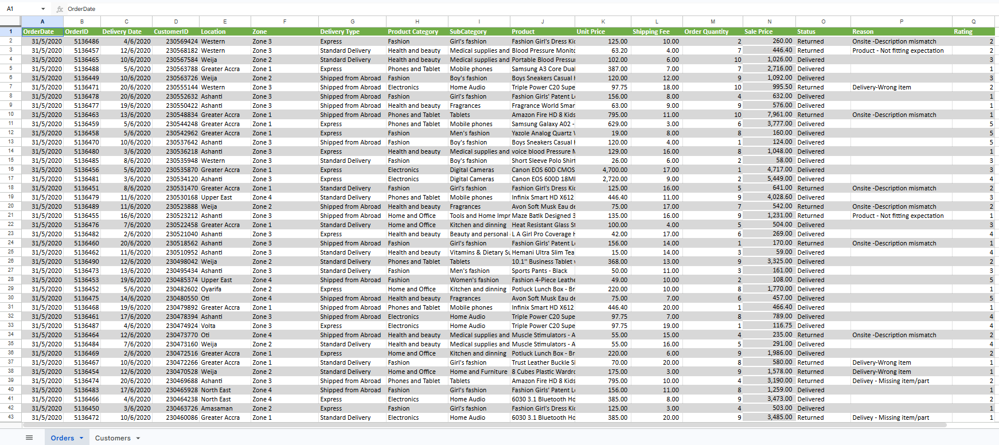 A1 fx OrderDate
A B C D E F G H I J K L M N O P Q
1 OrderDate OrderID Delivery Date CustomerID Location Zone Delivery Type Product Category SubCategory Product Unit Price Shipping Fee Order Quantity Sale Price Status Reason Rating
2 31/5/2020 5136486 4/6/2020 230569424 Western Zone 3 Express Fashion Girl's fashion Fashion Girl's Dress Kid 125.00 10.00 2 260.00 Returned Onsite -Description mismatch 2
3 31/5/2020 5136457 12/6/2020 230568182 Western Zone 3 Standard Delivery Health and beauty Medical supplies and Blood Pressure Monito 63.20 4.00 7 446.40 Returned Product - Not fitting expectation 2
4 31/5/2020 5136465 10/6/2020 230567584 Weija Zone 2 Standard Delivery Health and beauty Medical supplies and Portable Blood Pressur 102.00 6.00 10 1,026.00 Delivered 3
5 31/5/2020 5136488 5/6/2020 230563788 Greater Accra Zone 1 Express Phones and Tablet Mobile phones Samsung A3 Core Dual 387.00 7.00 7 2,716.00 Delivered 1
6 31/5/2020 5136449 10/6/2020 230563726 Weija Zone 2 Shipped from Abroad Fashion Boy's fashion Boys Sneakers Casual 120.00 12.00 9 1,092.00 Delivered 3
7 31/5/2020 5136471 20/6/2020 230555144 Western Zone 3 Shipped from Abroad Electronics Home Audio Triple Power C20 Supe 97.75 18.00 10 995.50 Returned Delivery-Wrong item 2
8 31/5/2020 5136478 20/6/2020 230552632 Ashanti Zone 3 Shipped from Abroad Fashion Girl's fashion Fashion Girls' Patent Le 156.00 8.00 4 632.00 Delivered 1
9 31/5/2020 5136477 19/6/2020 230550422 Ashanti Zone 3 Shipped from Abroad Health and beauty Fragrances Fragrance World Smar 63.00 9.00 9 576.00 Delivered 1
10 31/5/2020 5136463 13/6/2020 230548834 Greater Accra Zone 1 Shipped from Abroad Phones and Tablet Tablets Amazon Fire HD 8 Kids 795.00 11.00 10 7,961.00 Returned Onsite -Description mismatch 1
11 31/5/2020 5136459 5/6/2020 230544248 Greater Accra Zone 1 Express Phones and Tablet Mobile phones Samsung Galaxy A02 - 629.00 3.00 6 3,777.00 Delivered 5
12 31/5/2020 5136458 5/6/2020 230542962 Greater Accra Zone 1 Express Fashion Men's fashion Yazole Analog Quartz 19.00 8.00 8 160.00 Delivered 5
13 31/5/2020 5136470 10/6/2020 230537642 Ashanti Zone 3 Shipped from Abroad Fashion Boy's fashion Boys Sneakers Casual 120.00 4.00 1 124.00 Delivered 5
14 31/5/2020 5136480 3/6/2020 230536218 Ashanti Zone 3 Express Health and beauty Medical supplies and voice blood Pressure M 129.00 16.00 8 1,048.00 Delivered 1
15 31/5/2020 5136485 8/6/2020 230535948 Western Zone 3 Standard Delivery Fashion Boy's fashion Short Sleeve Polo Shirt 26.00 6.00 2 58.00 Delivered 3
16 31/5/2020 5136456 5/6/2020 230535870 Greater Accra Zone 1 Express Electronics Digital Cameras Canon EOS 60D CMOS 4,700.00 17.00 1 4,717.00 Delivered 3
17 31/5/2020 5136481 3/6/2020 230534120 Ashanti Zone 3 Express Electronics Digital Cameras Canon EOS 600D 18MI 2,720.00 9.00 2 5,449.00 Delivered 4
18 31/5/2020 5136451 8/6/2020 230531470 Greater Accra Zone 1 Standard Delivery Fashion Girl's fashion Fashion Girl's Dress Kid 125.00 16.00 5 641.00 Returned Onsite -Description mismatch 2
19 31/5/2020 5136479 11/6/2020 230530168 Upper East Zone 4 Standard Delivery Phones and Tablet Mobile phones Infinix Smart HD X612 446.40 11.00 9 4,028.60 Delivered 3
20 31/5/2020 5136489 11/6/2020 230523888 Weija Zone 2 Shipped from Abroad Health and beauty Fragrances Avon Soft Musk Eau de 75.00 17.00 7 542.00 Returned Onsite -Description mismatch 2
21 31/5/2020 5136455 16/6/2020 230523212 Ashanti Zone 3 Shipped from Abroad Home and Office Tools and Home Impr Maze Batik Designed 3 135.00 16.00 9 1,231.00 Returned Product - Not fitting expectation 1
22 31/5/2020 5136476 7/6/2020 230522458 Greater Accra Zone 1 Standard Delivery Home and Office Kitchen and dinning Heat Resistant Glass St 100.00 4.00 5 504.00 Delivered 3
23 31/5/2020 5136482 2/6/2020 230521040 Ashanti Zone 3 Express Health and beauty Beauty and personal L A Girl Pro Coverage H 42.00 17.00 6 269.00 Delivered 4
24 31/5/2020 5136460 20/6/2020 230518562 Ashanti Zone 3 Shipped from Abroad Fashion Girl's fashion Fashion Girls' Patent Le 156.00 14.00 1 170.00 Returned Onsite -Description mismatch 1
25 31/5/2020 5136462 11/6/2020 230510952 Ashanti Zone 3 Standard Delivery Health and beauty Vitamins & Dietary Su Hemani Ultra Slim Tea 15.00 14.00 3 59.00 Delivered 4
26 31/5/2020 5136490 12/6/2020 230498042 Weija Zone 2 Standard Delivery Phones and Tablet Tablets 10.1" Business Tablet 368.00 13.00 9 3,325.00 Delivered 2
27 31/5/2020 5136473 13/6/2020 230495434 Ashanti Zone 3 Standard Delivery Fashion Men's fashion Sports Pants - Black 50.00 11.00 3 161.00 Delivered 3
28 31/5/2020 5136453 19/6/2020 230485374 Upper East Zone 4 Shipped from Abroad Fashion Women's fashion Fashion 4-Piece Leathe 49.00 10.00 2 108.00 Delivered 5
29 31/5/2020 5136452 5/6/2020 230482602 Oyarifa Zone 2 Express Home and Office Kitchen and dinning Potluck Lunch Box - Br 220.00 10.00 8 1,770.00 Delivered 1
30 31/5/2020 5136475 14/6/2020 230480550 Oti Zone 4 Shipped from Abroad Health and beauty Fragrances Avon Soft Musk Eau de 75.00 7.00 6 457.00 Delivered 5
31 31/5/2020 5136468 19/6/2020 230479892 Greater Accra Zone 1 Shipped from Abroad Phones and Tablet Mobile phones Infinix Smart HD X612 446.40 20.00 1 466.40 Delivered 1
32 31/5/2020 5136461 17/6/2020 230478394 Ashanti Zone 3 Shipped from Abroad Electronics Home Audio Triple Power C20 Supe 97.75 7.00 8 789.00 Delivered 4
33 31/5/2020 5136487 4/6/2020 230474924 Volta Zone 3 Express Electronics Home Audio Triple Power C20 Supe 97.75 19.00 1 116.75 Delivered 4
34 31/5/2020 5136464 12/6/2020 230473770 Oti Zone 4 Shipped from Abroad Health and beauty Medical supplies and Muscle Stimulators - A 55.00 15.00 4 235.00 Returned Onsite -Description mismatch 2
35 31/5/2020 5136484 7/6/2020 230473160 Weija Zone 2 Standard Delivery Health and beauty Medical supplies and Muscle Stimulators - A 55.00 16.00 5 291.00 Delivered 4
36 31/5/2020 5136469 2/6/2020 230472516 Greater Accra Zone 1 Express Home and Office Kitchen and dinning Potluck Lunch Box - Br 220.00 6.00 9 1,986.00 Delivered 2
37 31/5/2020 5136467 10/6/2020 230472266 Greater Accra Zone 1 Standard Delivery Fashion Girl's fashion Trust Leather Buckle Sl 70.00 20.00 8 580.00 Returned Delivery-Wrong item 1
38 31/5/2020 5136454 12/6/2020 230470528 Weija Zone 2 Standard Delivery Home and Office Home and Furniture 8 Cubes Plastic Wardro 175.00 3.00 9 1,578.00 Returned Delivery-Wrong item 1
39 31/5/2020 5136474 20/6/2020 230469688 Ashanti Zone 3 Shipped from Abroad Phones and Tablet Tablets Amazon Fire HD 8 Kids 795.00 10.00 4 3,190.00 Returned Delivey - Missing item/part 2
40 31/5/2020 5136483 17/6/2020 230465928 North East Zone 4 Shipped from Abroad Fashion Girl's fashion Fashion Girls' Patent Le 156.00 11.00 8 1,259.00 Delivered 1
41 31/5/2020 5136466 4/6/2020 230464238 North East Zone 4 Express Electronics Home Audio 6030 3.1 Bluetooth Ho 385.00 8.00 9 3,473.00 Delivered 2
42 31/5/2020 5136450 3/6/2020 230463726 Amasaman Zone 2 Express Fashion Girl's fashion Fashion Girl's Dress Kid 125.00 3.00 4 503.00 Delivered 1
43 31/5/2020 5136472 10/6/2020 230460086 Greater Accra Zone 1 Standard Delivery Electronics Home Audio 6030 3.1 Bluetooth Ho 385.00 20.00 9 3,485.00 Returned Delivey - Missing item/part 1
Orders Customers